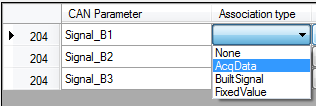 CAN Parameter Association type
204 Signal_B1
204 Signal_B2
204 Signal_B3
None
AcqData
BuiltSignal
FixedValue